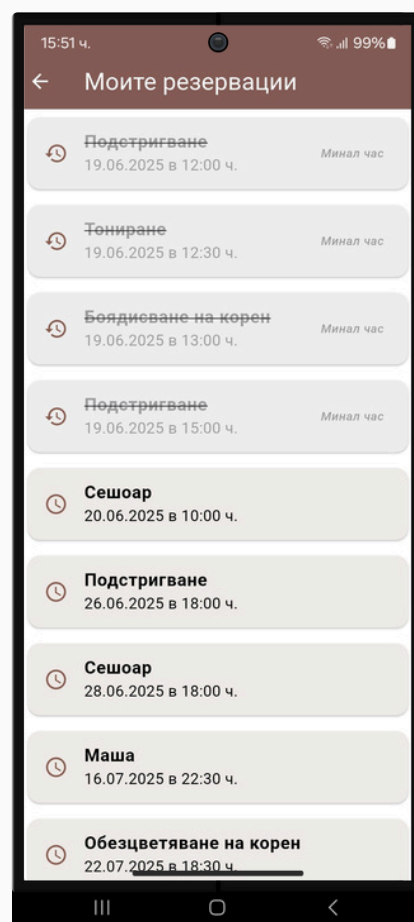 15:51 ч.
99%
Моите резервации
Подстригване
19.06.2025 в 12:00 ч.
Минал час
Тониране
19.06.2025 в 12:30 ч.
Минал час
Боядисване на корен
19.06.2025 в 13:00 ч.
Минал час
Подстригване
19.06.2025 в 15:00 ч.
Минал час
Сешоар
20.06.2025 в 10:00 ч.
Подстригване
26.06.2025 в 18:00 ч.
Сешоар
28.06.2025 в 18:00 ч.
Маша
16.07.2025 в 22:30 ч.
Обезцветяване на корен
22.07.2025 в 18:30 ч.